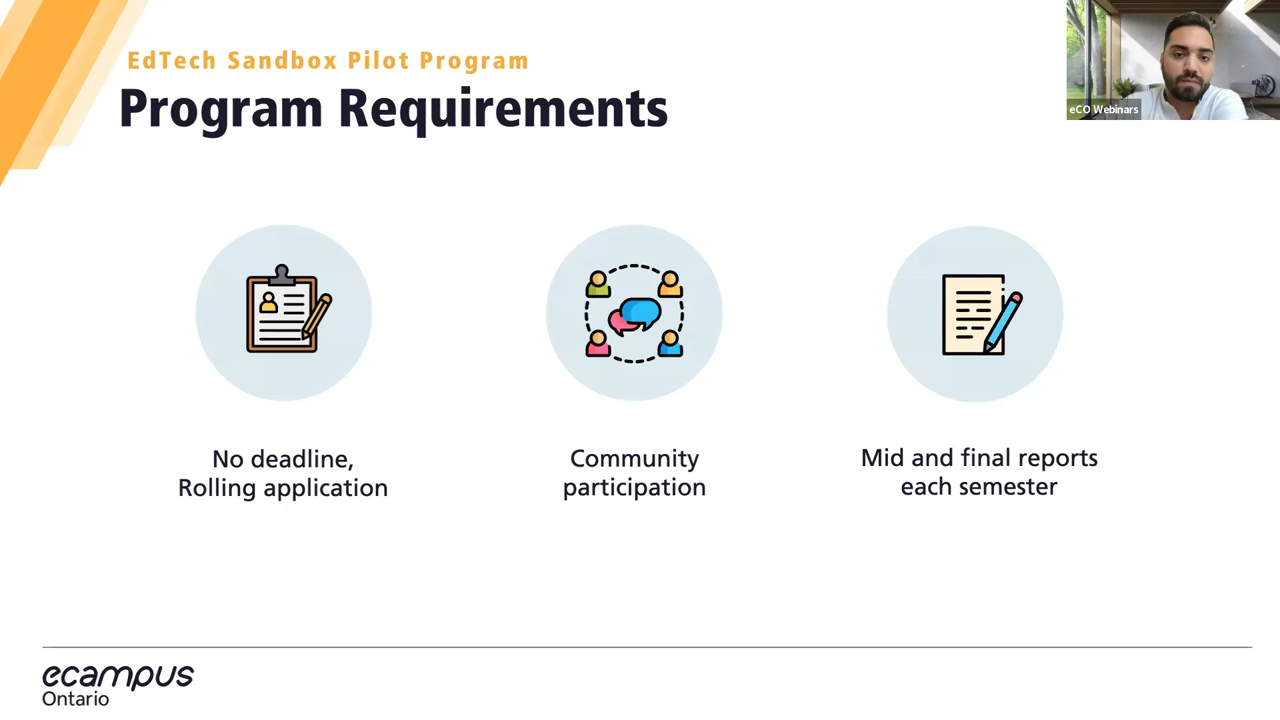 EdTech Sandbox Pilot Program
Program Requirements
eCO Webinars
No deadline,
Rolling application
Community
participation
Mid and final reports
each semester
ecampus
Ontario